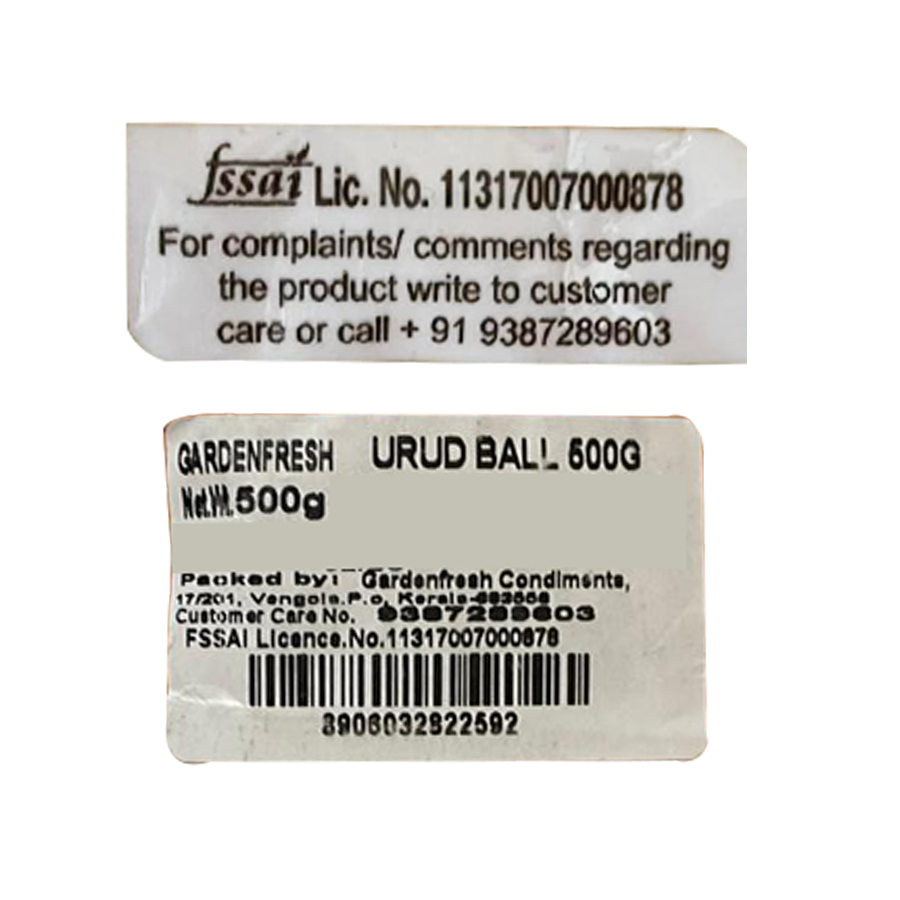 fssai Lic. No. 11317007000878
For complaints/ comments regarding
the product write to customer
care or call + 91 9387289603
GARDENFRESH URUD BALL 500G
Net.Wt.500g
Packed by: Gardenfresh Condiments,
17/201, Vengola.P.o, Kerala-
Customer Care No. 9387289603
FSSAI Licence.No.11317007000878
8906032822592